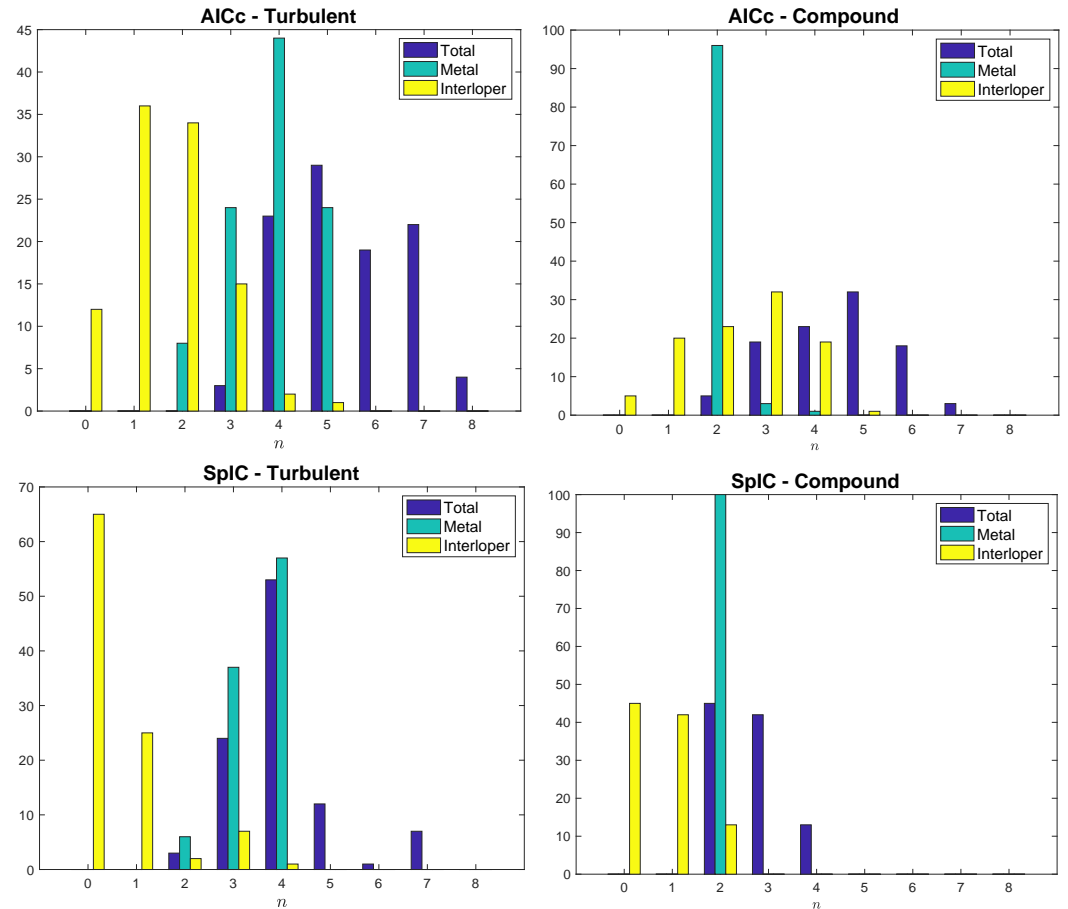 AICc - Turbulent
45
40
35
30
25
20
15
10
5
0
0 1 2 3 4 5 6 7 8
n
Total
Metal
Interloper
AICc - Compound
100
90
80
70
60
50
40
30
20
10
0
0 1 2 3 4 5 6 7 8
n
Total
Metal
Interloper
SpIC - Turbulent
70
60
50
40
30
20
10
0
0 1 2 3 4 5 6 7 8
n
Total
Metal
Interloper
SpIC - Compound
100
90
80
70
60
50
40
30
20
10
0
0 1 2 3 4 5 6 7 8
n
Total
Metal
Interloper